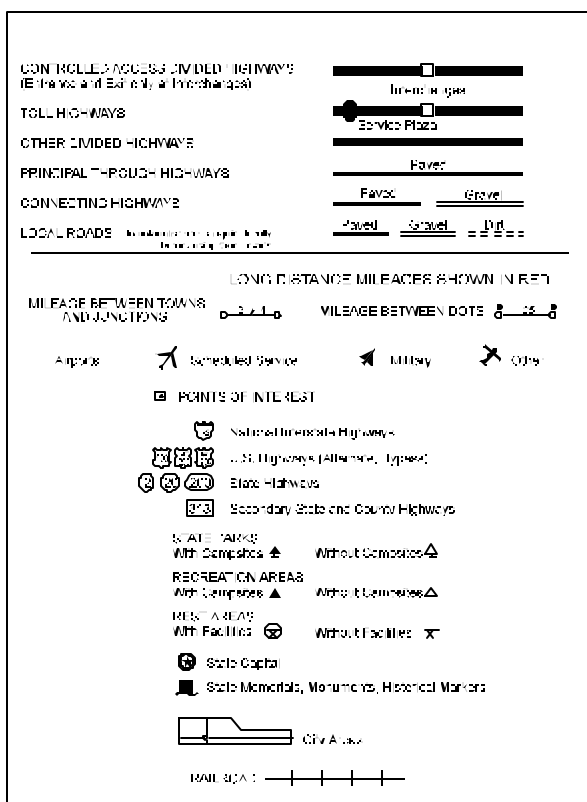 CONTROLLED ACCESS DIVIDED HIGHWAYS
(Entrance and Exit only at Interchanges)
Interchanges
TOLL HIGHWAYS
Service Plaza
OTHER DIVIDED HIGHWAYS
PRINCIPAL THROUGH HIGHWAYS
Paved
CONNECTING HIGHWAYS
Paved Gravel
LOCAL ROADS
Paved Gravel Dirt
LONG DISTANCE MILEAGES SHOWN IN RED
MILEAGE BETWEEN TOWNS
AND JUNCTIONS
MILEAGE BETWEEN DOTS 35
Airports Scheduled Service Military Other
POINTS OF INTEREST
National Interstate Highways
U.S. Highways (Alternate, Bypass)
2 20 203 State Highways
Secondary State and County Highways
STATE PARKS
With Campsites Without Campsites
RECREATION AREAS
With Campsites Without Campsites
REST AREAS
With Facilities Without Facilities
State Capital
State Memorials, Monuments, Historical Markers
City Areas
RAILROAD